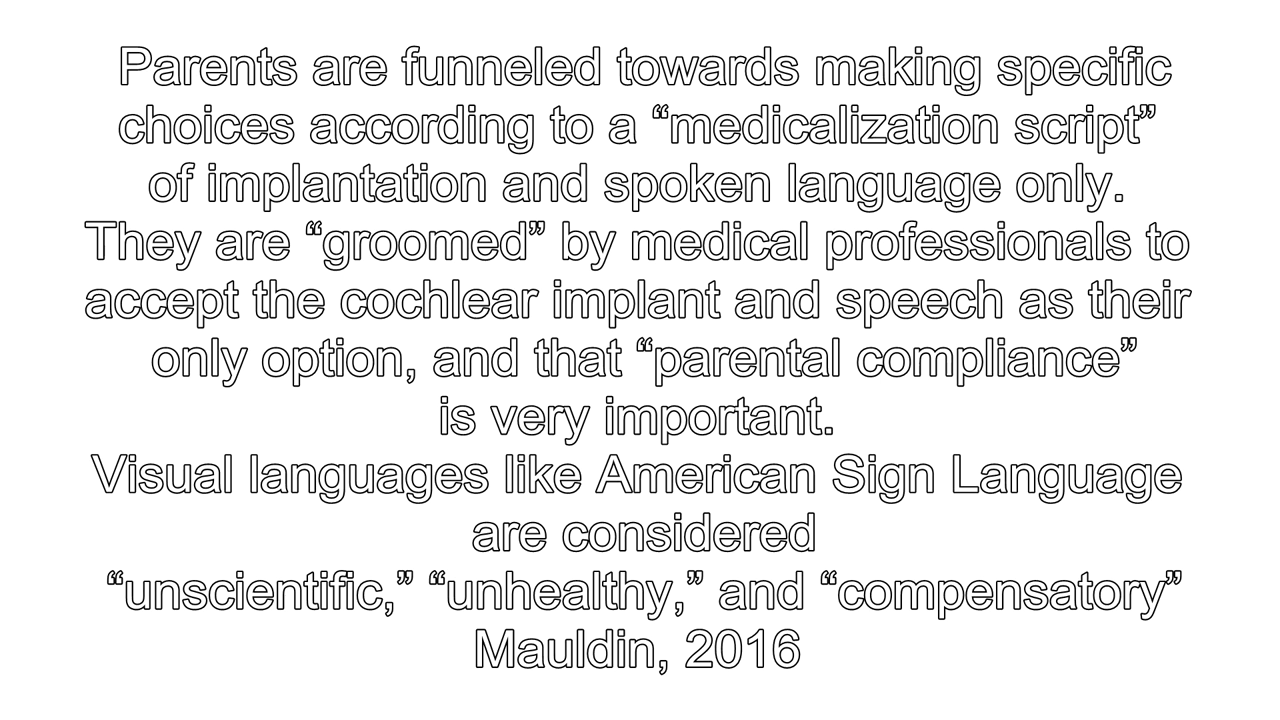 Parents are funneled towards making specific
choices according to a “medicalization script”
of implantation and spoken language only.
They are “groomed” by medical professionals to
accept the cochlear implant and speech as their
only option, and that “parental compliance”
is very important.
Visual languages like American Sign Language
are considered
“unscientific,” “unhealthy,” and “compensatory”
Mauldin, 2016